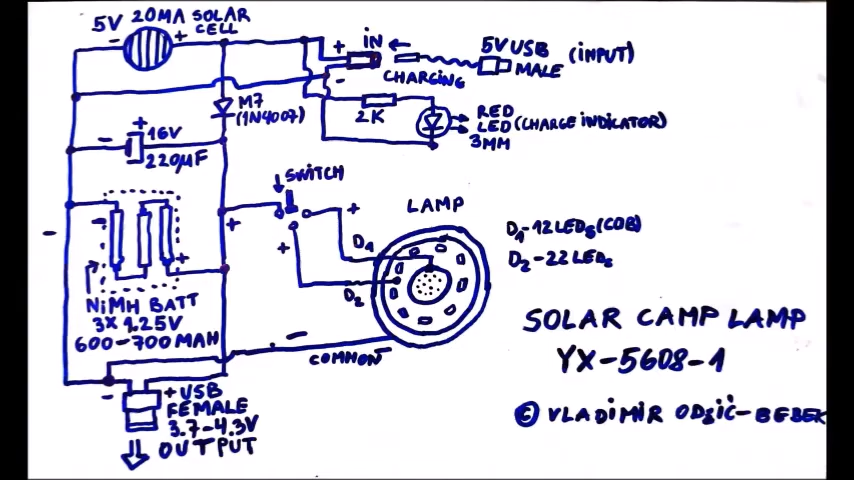 5V 20MA SOLAR CELL
- +
+ IN
-
CHARGING
5V USB MALE (INPUT)
M7 (1N4007)
2K
RED LED (CHARGE INDICATOR)
3MM
- + 16V
220µF
SWITCH
+
+
+
D1
D2
LAMP
D1-12 LEDs (COB)
D2-22 LEDs
-
-
+
NiMH BATT
3X 1.25V
600-700 MAH
-
COMMON
SOLAR CAMP LAMP
YX-5608-1
© VLADIMIR ODŽIĆ-BEBEK
- + USB
FEMALE
3.7-4.3V
OUTPUT